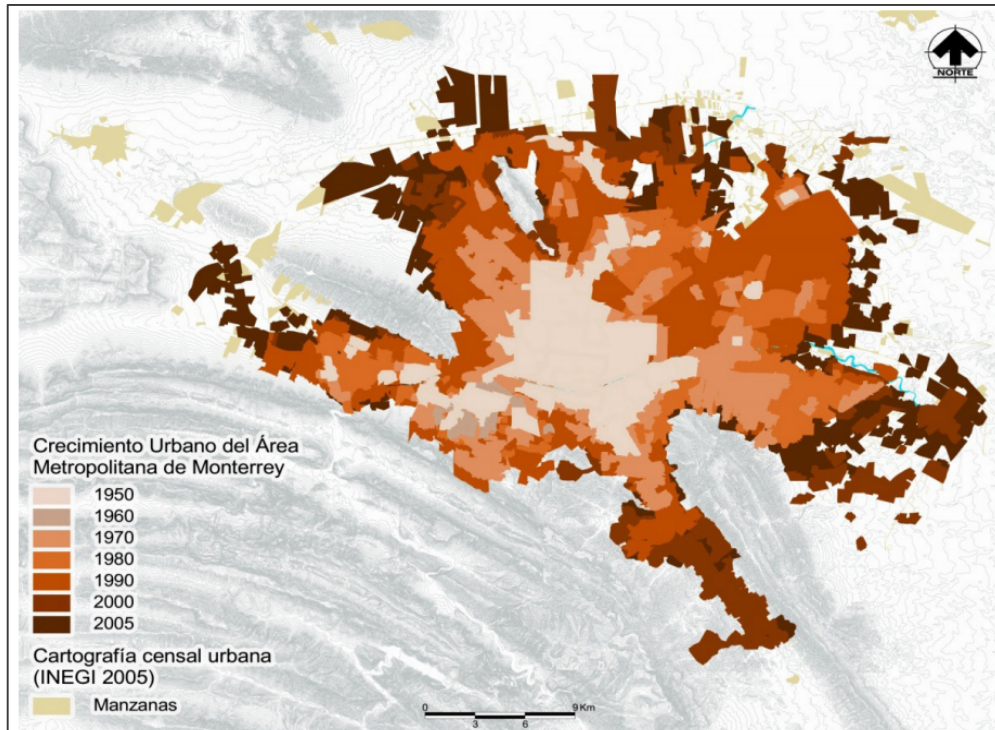 NORTE
Crecimiento Urbano del Área
Metropolitana de Monterrey
1950
1960
1970
1980
1990
2000
2005
Cartografía censal urbana
(INEGI 2005)
Manzanas
0 9 Km
3 6